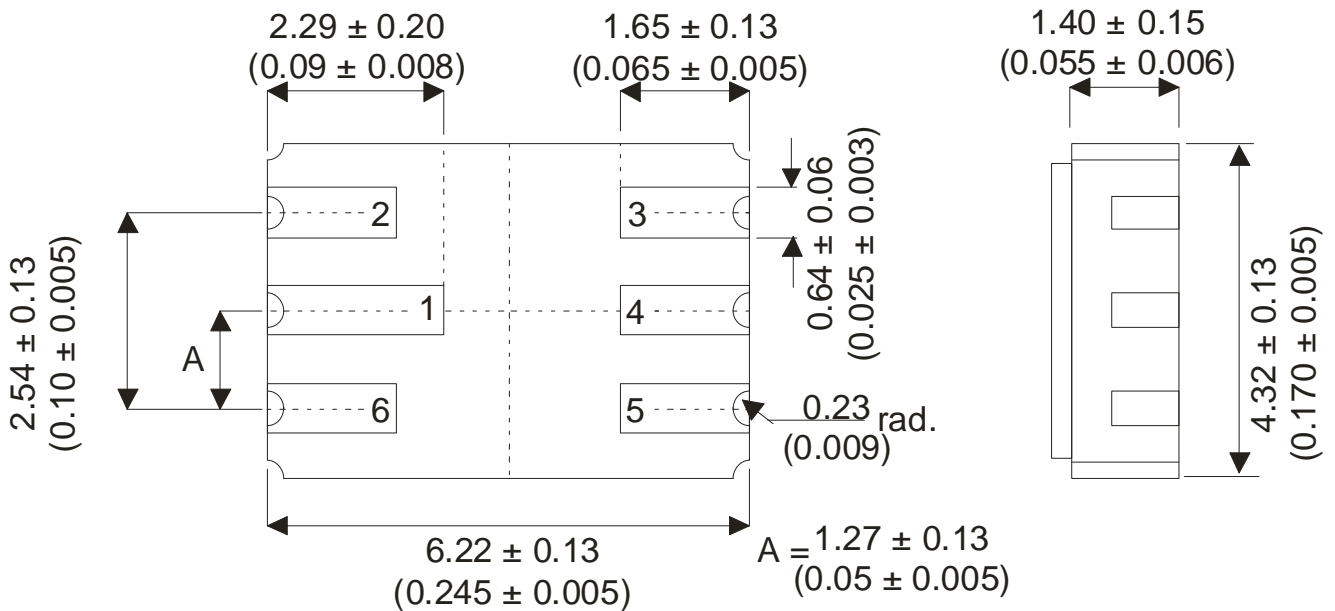 2.29 ± 0.20
(0.09 ± 0.008)
1.65 ± 0.13
(0.065 ± 0.005)
1.40 ± 0.15
(0.055 ± 0.006)
2
3
0.64 ± 0.06
(0.025 ± 0.003)
2.54 ± 0.13
(0.10 ± 0.005)
1
4
A
6
5
0.23 rad.
(0.009)
4.32 ± 0.13
(0.170 ± 0.005)
6.22 ± 0.13
(0.245 ± 0.005)
A = 1.27 ± 0.13
(0.05 ± 0.005)